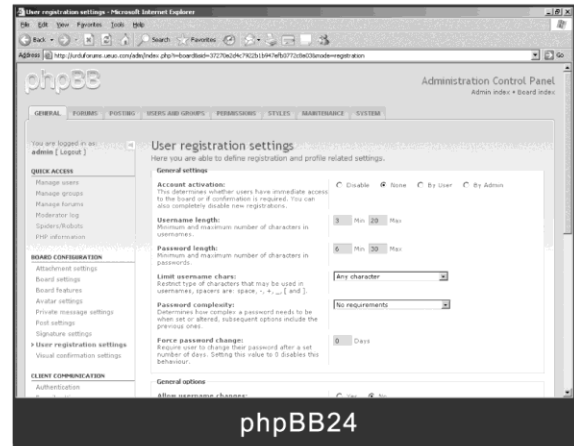 User registration settings - Microsoft Internet Explorer
File Edit View Favorites Tools Help
Back Search Favorites
Address Go
phpBB
Administration Control Panel
Admin index • Board index
GENERAL FORUMS POSTING USERS AND GROUPS PERMISSIONS STYLES MAINTENANCE SYSTEM
You are logged in as:
admin [ Logout ]
QUICK ACCESS
Manage users
Manage groups
Manage forums
Moderator log
Spiders/Robots
PHP information
BOARD CONFIGURATION
Attachment settings
Board settings
Board features
Avatar settings
Private message settings
Post settings
Signature settings
User registration settings
Visual confirmation settings
CLIENT COMMUNICATION
Authentication
User registration settings
Here you are able to define registration and profile related settings.
General settings
Account activation:
This determines whether users have immediate access
to the board or if confirmation is required. You can
also completely disable new registrations.
Disable None By User By Admin
Username length:
Minimum and maximum number of characters in
usernames.
3 Min 20 Max
Password length:
Minimum and maximum number of characters in
passwords.
6 Min 30 Max
Limit username chars:
Restrict type of characters that may be used in
usernames, spacers are: space, -, +, _, [ and ].
Any character
Password complexity:
Determines how complex a password needs to be
when set or altered, subsequent options include the
previous ones.
No requirements
Force password change:
Require user to change their password after a set
number of days. Setting this value to 0 disables this
behaviour.
0 Days
General options
Allow username changes:
Yes No
phpBB24